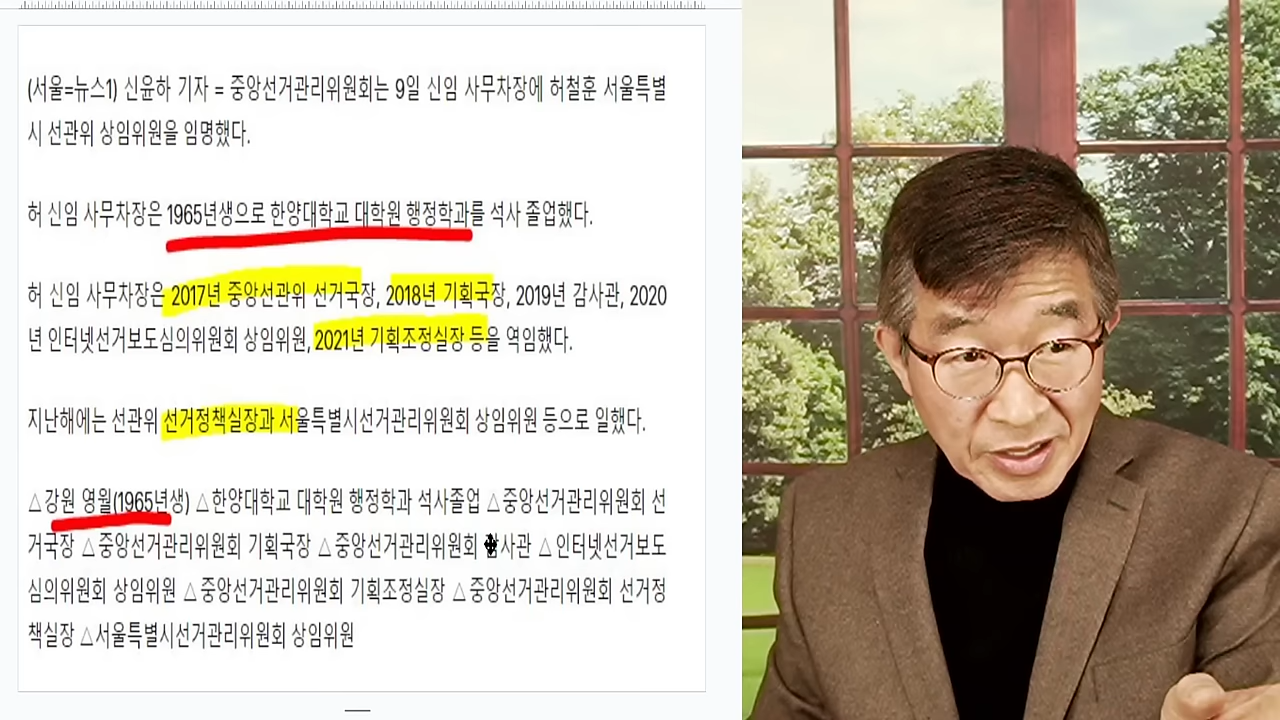 (서울=뉴스1) 신윤하 기자 = 중앙선거관리위원회는 9일 신임 사무차장에 허철훈 서울특별
시 선관위 상임위원을 임명했다.
허 신임 사무차장은 1965년생으로 한양대학교 대학원 행정학과를 석사 졸업했다.
허 신임 사무차장은 2017년 중앙선관위 선거국장, 2018년 기획국장, 2019년 감사관, 2020
년 인터넷선거보도심의위원회 상임위원, 2021년 기획조정실장 등을 역임했다.
지난해에는 선관위 선거정책실장과 서울특별시선거관리위원회 상임위원 등으로 일했다.
△강원 영월(1965년생) △한양대학교 대학원 행정학과 석사졸업 △중앙선거관리위원회 선
거국장 △중앙선거관리위원회 기획국장 △중앙선거관리위원회 감사관 △인터넷선거보도
심의위원회 상임위원 △중앙선거관리위원회 기획조정실장 △중앙선거관리위원회 선거정
책실장 △서울특별시선거관리위원회 상임위원